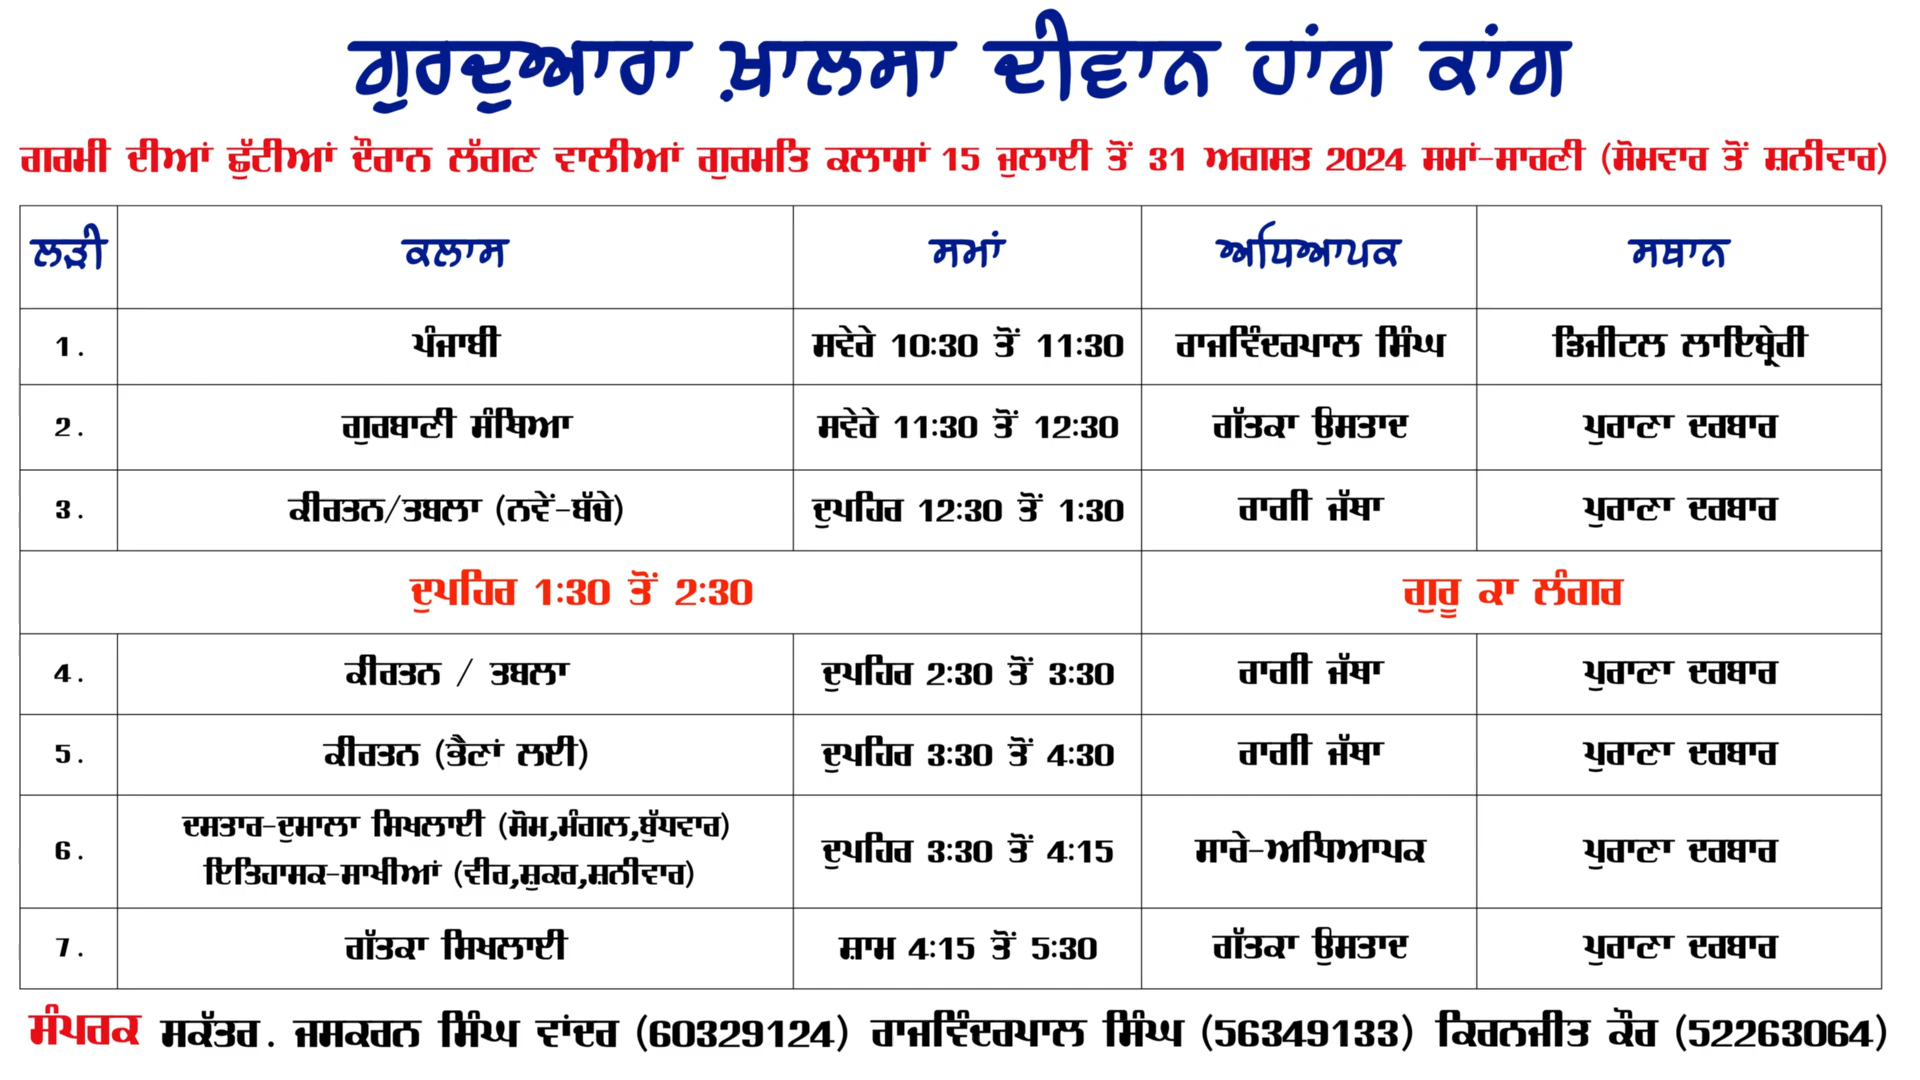 ਗੁਰਦੁਆਰਾ ਖ਼ਾਲਸਾ ਦੀਵਾਨ ਹਾਂਗ ਕਾਂਗ
ਗਰਮੀ ਦੀਆਂ ਛੁੱਟੀਆਂ ਦੌਰਾਨ ਲੱਗਣ ਵਾਲੀਆਂ ਗੁਰਮਤਿ ਕਲਾਸਾਂ 15 ਜੁਲਾਈ ਤੋਂ 31 ਅਗਸਤ 2024 ਸਮਾਂ-ਸਾਰਣੀ (ਸੋਮਵਾਰ ਤੋਂ ਸ਼ਨੀਵਾਰ)
ਲੜੀ ਕਲਾਸ ਸਮਾਂ ਅਧਿਆਪਕ ਸਥਾਨ
1. ਪੰਜਾਬੀ ਸਵੇਰੇ 10:30 ਤੋਂ 11:30 ਰਾਜਵਿੰਦਰਪਾਲ ਸਿੰਘ ਡਿਜੀਟਲ ਲਾਇਬ੍ਰੇਰੀ
2. ਗੁਰਬਾਣੀ ਸੰਥਿਆ ਸਵੇਰੇ 11:30 ਤੋਂ 12:30 ਗੱਤਕਾ ਉਸਤਾਦ ਪੁਰਾਣਾ ਦਰਬਾਰ
3. ਕੀਰਤਨ/ਤਬਲਾ (ਨਵੇਂ-ਬੱਚੇ) ਦੁਪਹਿਰ 12:30 ਤੋਂ 1:30 ਰਾਗੀ ਜੱਥਾ ਪੁਰਾਣਾ ਦਰਬਾਰ
ਦੁਪਹਿਰ 1:30 ਤੋਂ 2:30 ਗੁਰੂ ਕਾ ਲੰਗਰ
4. ਕੀਰਤਨ / ਤਬਲਾ ਦੁਪਹਿਰ 2:30 ਤੋਂ 3:30 ਰਾਗੀ ਜੱਥਾ ਪੁਰਾਣਾ ਦਰਬਾਰ
5. ਕੀਰਤਨ (ਭੈਣਾਂ ਲਈ) ਦੁਪਹਿਰ 3:30 ਤੋਂ 4:30 ਰਾਗੀ ਜੱਥਾ ਪੁਰਾਣਾ ਦਰਬਾਰ
ਦਸਤਾਰ-ਦੁਮਾਲਾ ਸਿਖਲਾਈ (ਸੋਮ,ਮੰਗਲ,ਬੁੱਧਵਾਰ)
6. ਦੁਪਹਿਰ 3:30 ਤੋਂ 4:15 ਸਾਰੇ-ਅਧਿਆਪਕ ਪੁਰਾਣਾ ਦਰਬਾਰ
ਇਤਿਹਾਸਕ-ਸਾਖੀਆਂ (ਵੀਰ,ਸ਼ੁਕਰ,ਸ਼ਨੀਵਾਰ)
7. ਗੱਤਕਾ ਸਿਖਲਾਈ ਸ਼ਾਮ 4:15 ਤੋਂ 5:30 ਗੱਤਕਾ ਉਸਤਾਦ ਪੁਰਾਣਾ ਦਰਬਾਰ
ਸੰਪਰਕ ਸਕੱਤਰ. ਜਸਕਰਨ ਸਿੰਘ ਵਾਂਦਰ (60329124) ਰਾਜਵਿੰਦਰਪਾਲ ਸਿੰਘ (56349133) ਕਿਰਨਜੀਤ ਕੌਰ (52263064)